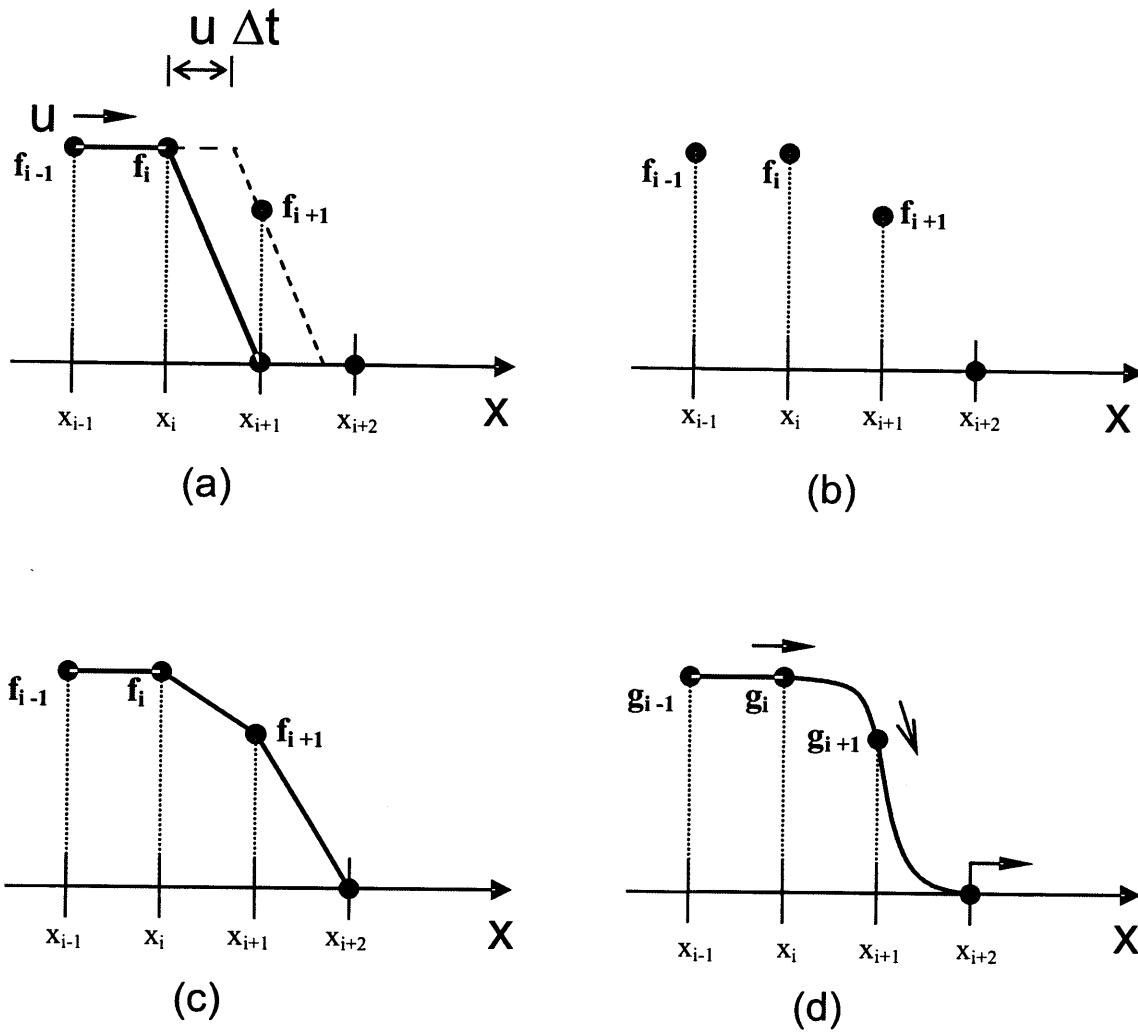 u Δt
u
f_{i-1} f_i f_{i+1}
x_{i-1} x_i x_{i+1} x_{i+2} X
(a)
f_{i-1} f_i f_{i+1}
x_{i-1} x_i x_{i+1} x_{i+2} X
(b)
f_{i-1} f_i f_{i+1}
x_{i-1} x_i x_{i+1} x_{i+2} X
(c)
g_{i-1} g_i g_{i+1}
x_{i-1} x_i x_{i+1} x_{i+2} X
(d)